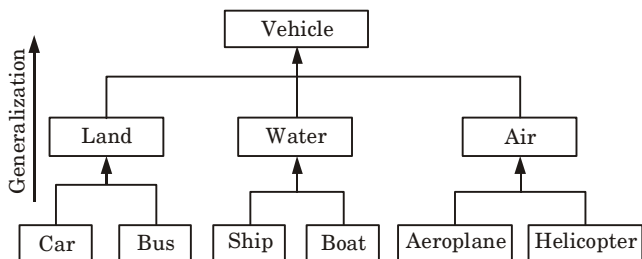 Vehicle
Generalization
Land
Water
Air
Car
Bus
Ship
Boat
Aeroplane
Helicopter